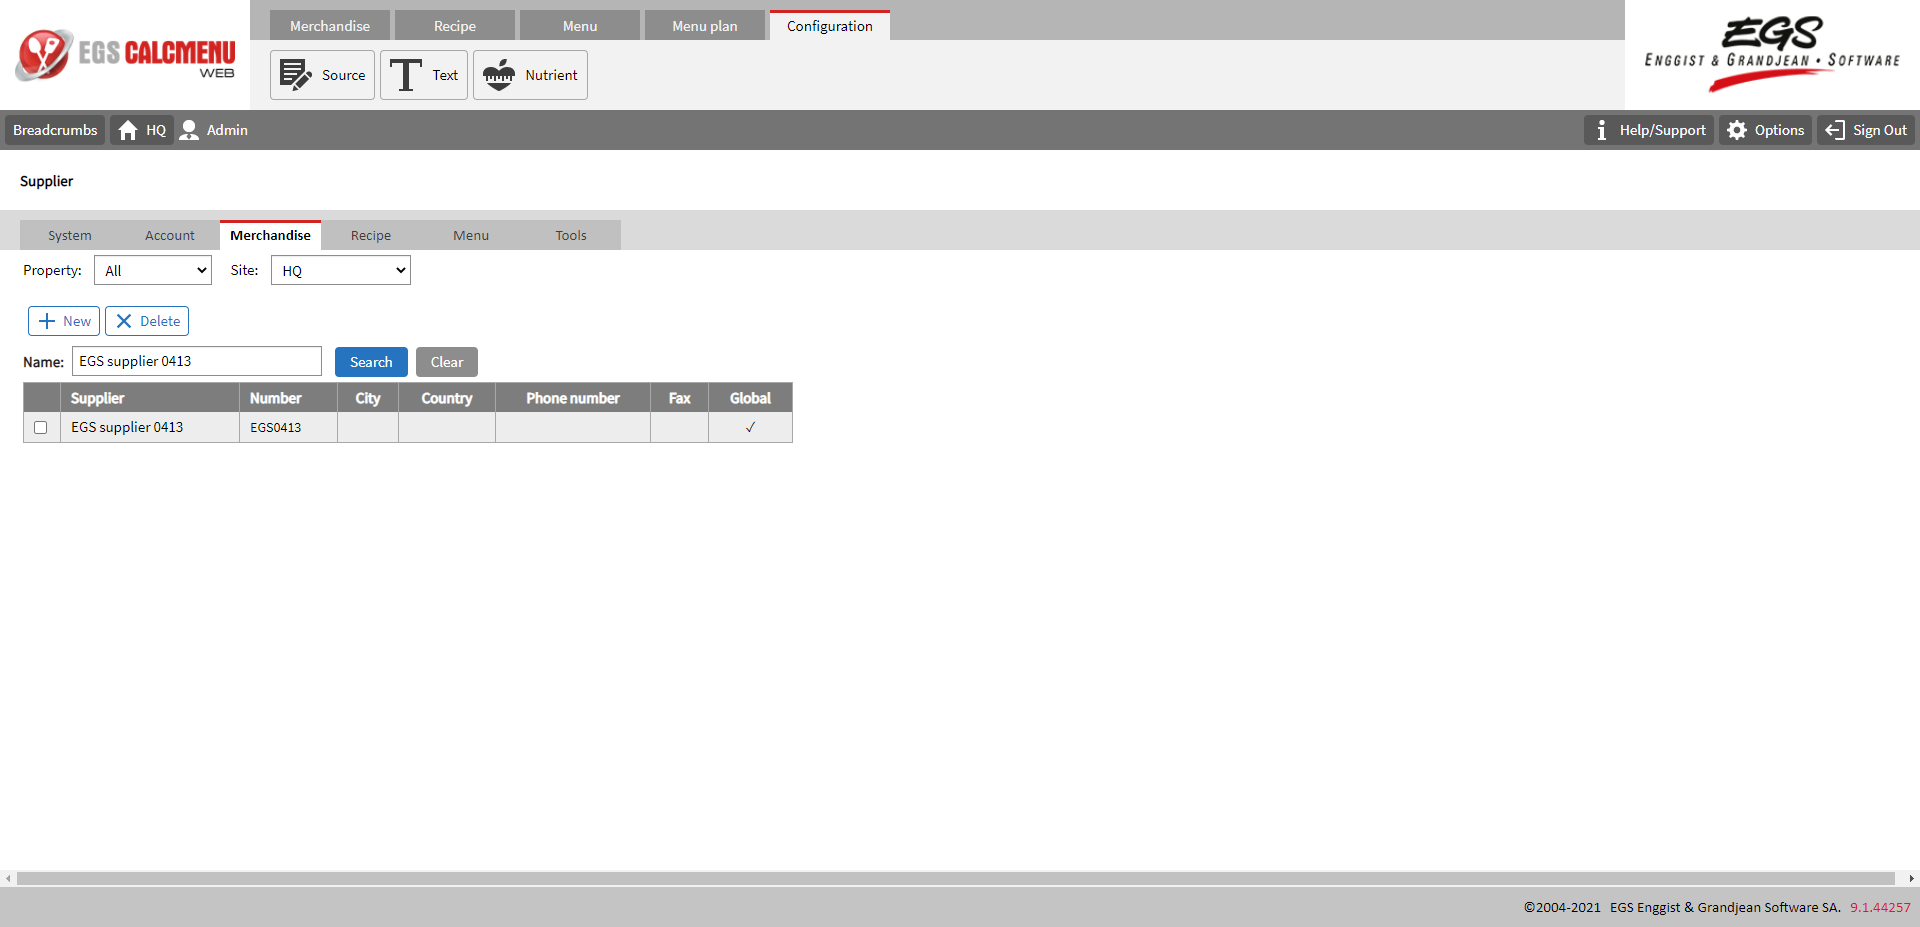 EGS CALCMENU
WEB
Merchandise
Recipe
Menu
Menu plan
Configuration
Source
Text
Nutrient
EGS
ENGGIST & GRANDJEAN • SOFTWARE
Breadcrumbs
HQ
Admin
Help/Support
Options
Sign Out
Supplier
System
Account
Merchandise
Recipe
Menu
Tools
Property: All Site: HQ
New
Delete
Name: EGS supplier 0413 Search Clear
Supplier Number City Country Phone number Fax Global
EGS supplier 0413 EGS0413 ✓
©2004-2021 EGS Enggist & Grandjean Software SA. 9.1.44257